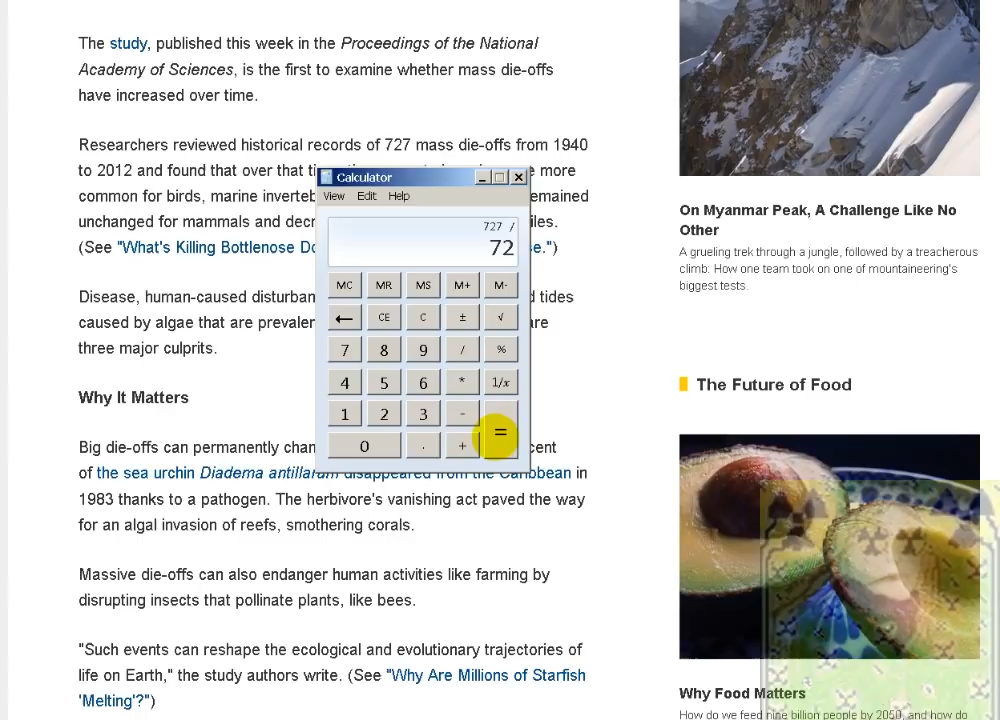 The study, published this week in the Proceedings of the National
Academy of Sciences, is the first to examine whether mass die-offs
have increased over time.
Researchers reviewed historical records of 727 mass die-offs from 1940
to 2012 and found that over that more
common for birds, marine emained
unchanged for mammals and iles.
(See "What's Killing Bottlenose e.")
Disease, human-caused d tides
caused by algae that are are
three major culprits.
Why It Matters
Big die-offs can permanently cent
of the sea urchin Diadema antillarum disappeared from the Caribbean in
1983 thanks to a pathogen. The herbivore's vanishing act paved the way
for an algal invasion of reefs, smothering corals.
Massive die-offs can also endanger human activities like farming by
disrupting insects that pollinate plants, like bees.
"Such events can reshape the ecological and evolutionary trajectories of
life on Earth," the study authors write. (See "Why Are Millions of Starfish
'Melting'?")
Calculator
View Edit Help
727 /
72
MC MR MS M+ M-
← CE C ± √
7 8 9 / %
4 5 6 * 1/x
1 2 3 - =
0 . +
On Myanmar Peak, A Challenge Like No
Other
A grueling trek through a jungle, followed by a treacherous
climb: How one team took on one of mountaineering's
biggest tests.
The Future of Food
Why Food Matters
How do we feed nine billion people by 2050, and how do